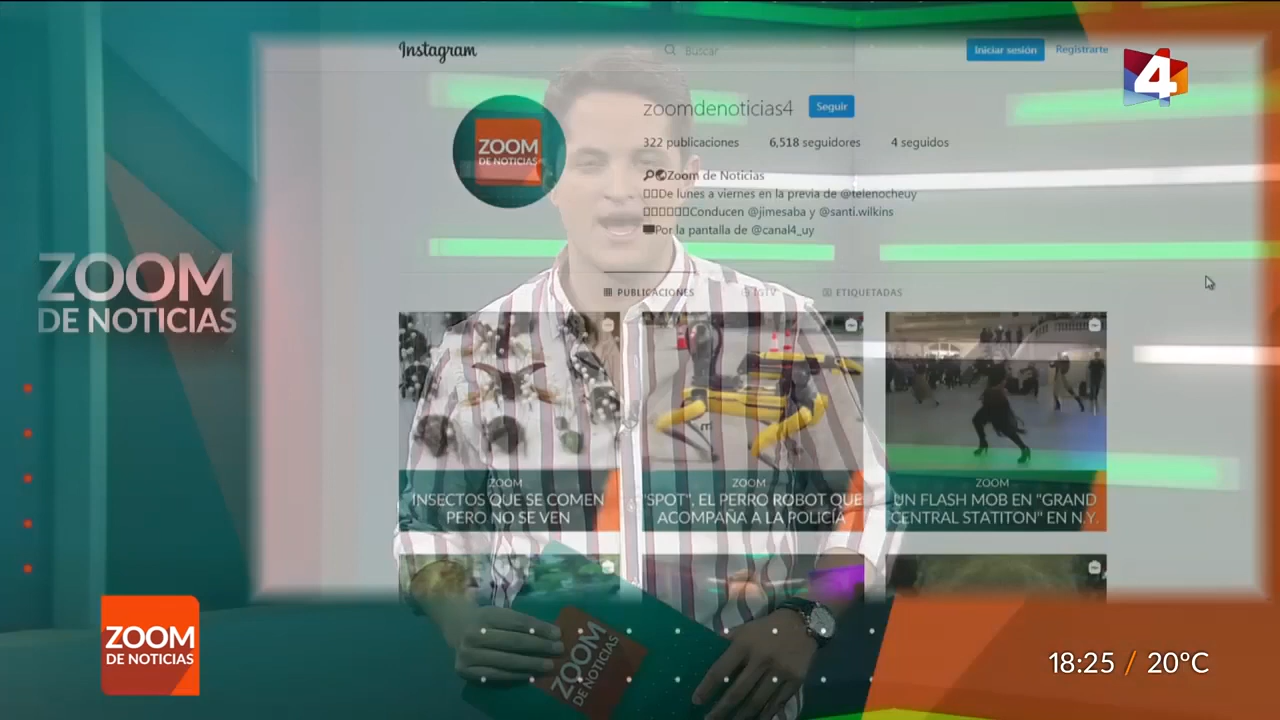 Instagram
Buscar
Iniciar sesión
Regístrarte
4
zoomdenoticias4
Seguir
322 publicaciones
6,518 seguidores
4 seguidos
Zoom de Noticias
De lunes a viernes en la previa de @telenocheuy
Conducen @jimesaba y @santi.wilkins
Por la pantalla de @canal4_uy
ZOOM
DE NOTICIAS
ZOOM
DE NOTICIAS
PUBLICACIONES
IGTV
ETIQUETADAS
ZOOM
INSECTOS QUE SE COMEN
PERO NO SE VEN
ZOOM
"SPOT", EL PERRO ROBOT QUE
ACOMPAÑA A LA POLICÍA
ZOOM
UN FLASH MOB EN "GRAND
CENTRAL STATITON" EN N.Y.
ZOOM
DE NOTICIAS
ZOOM
DE NOTICIAS
18:25 / 20°C